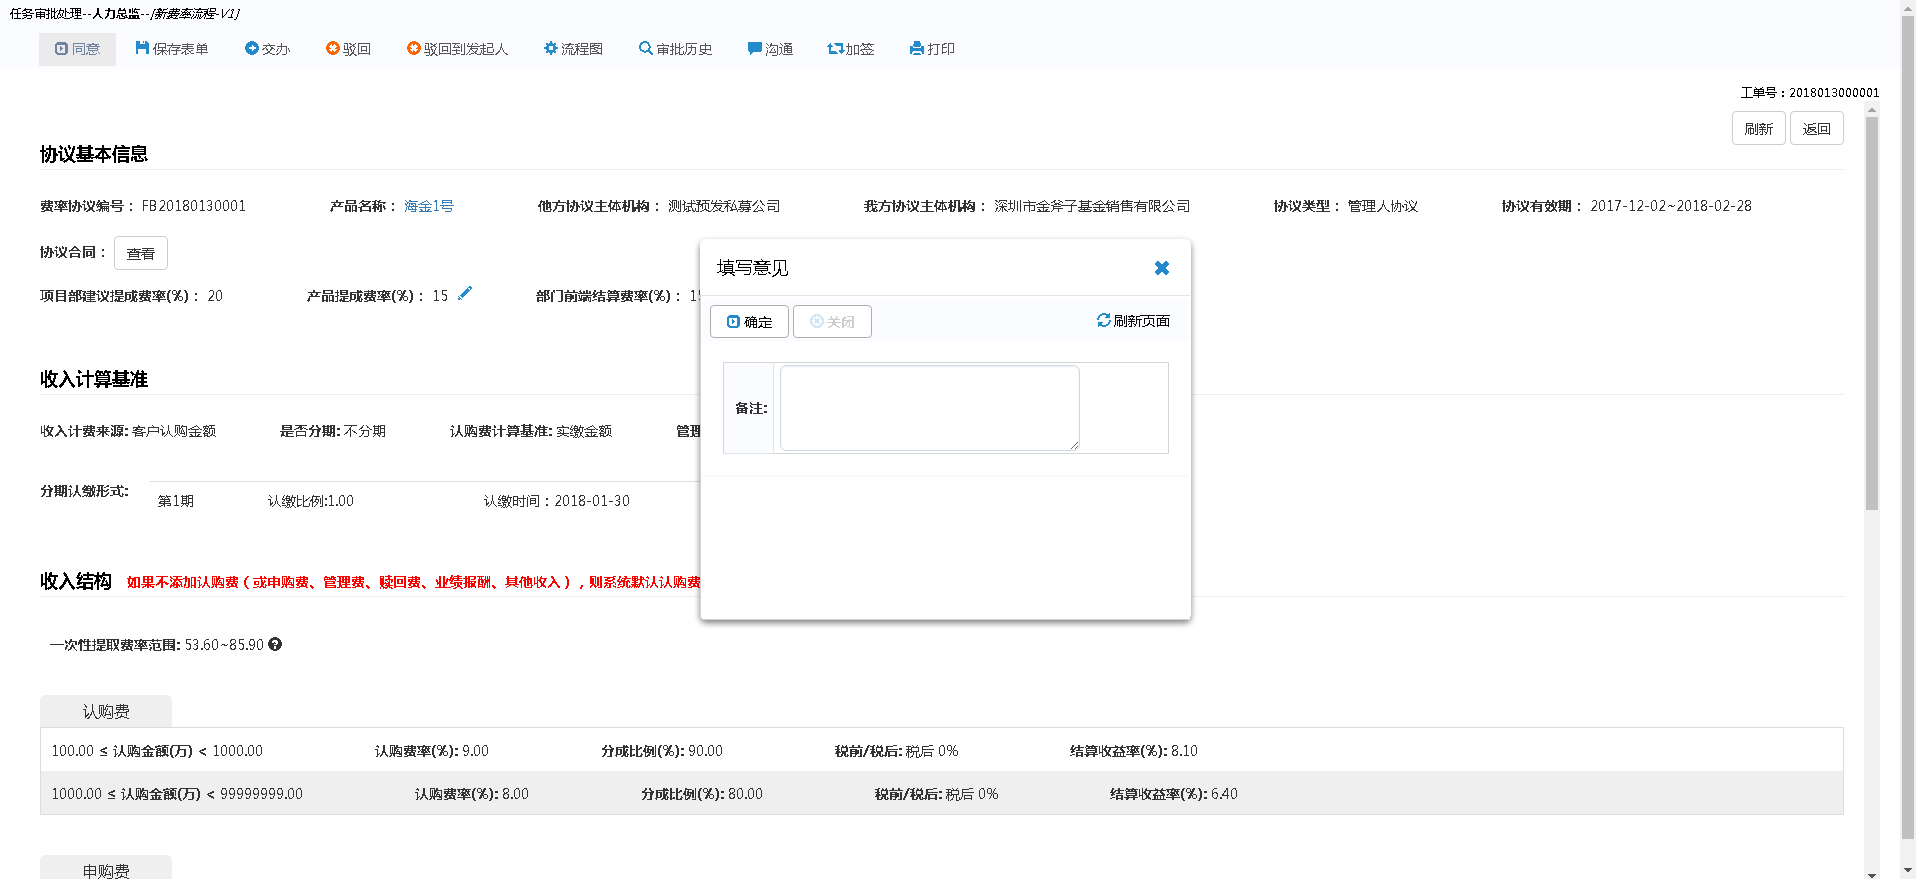 任务审批处理--人力总监--[新费率流程-V1]
同意 保存表单 交办 驳回 驳回到发起人 流程图 审批历史 沟通 加签 打印
工单号：2018013000001
刷新 返回
协议基本信息
费率协议编号： FB20180130001 产品名称： 海金1号 他方协议主体机构： 测试预发私募公司 我方协议主体机构： 深圳市金斧子基金销售有限公司 协议类型： 管理人协议 协议有效期： 2017-12-02~2018-02-28
协议合同： 查看
项目部建议提成费率(%)： 20 产品提成费率(%)： 15 部门前端结算费率(%)：
填写意见
确定 关闭 刷新页面
备注:
收入计算基准
收入计费来源: 客户认购金额 是否分期: 不分期 认购费计算基准: 实缴金额 管理
分期认缴形式: 第1期 认缴比例:1.00 认缴时间：2018-01-30
收入结构 如果不添加认购费（或申购费、管理费、赎回费、业绩报酬、其他收入），则系统默认认购费
一次性提取费率范围: 53.60~85.90
认购费
100.00 ≤ 认购金额(万) < 1000.00 认购费率(%): 9.00 分成比例(%): 90.00 税前/税后: 税后 0% 结算收益率(%): 8.10
1000.00 ≤ 认购金额(万) < 99999999.00 认购费率(%): 8.00 分成比例(%): 80.00 税前/税后: 税后 0% 结算收益率(%): 6.40
申购费